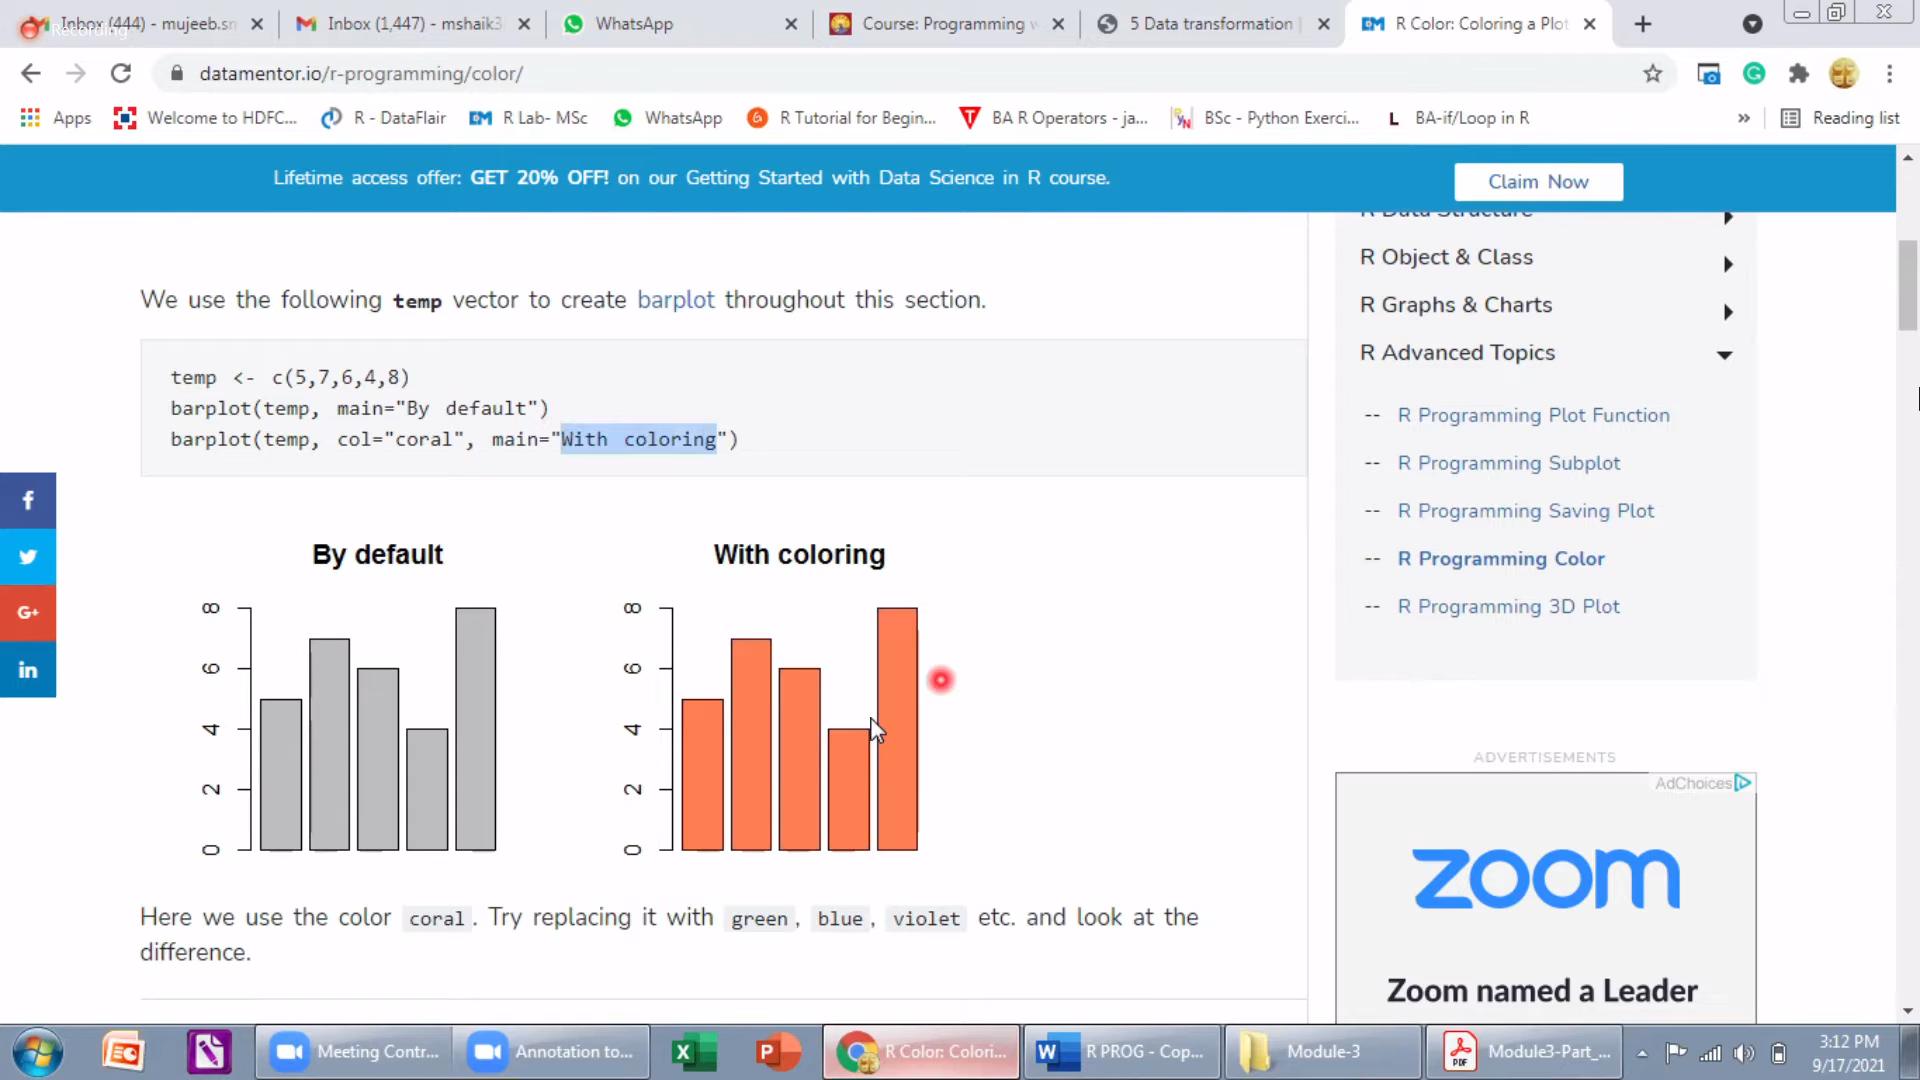 Inbox (444) - mujeeb.sn
Recording
Inbox (1,447) - mshaik3
WhatsApp
Course: Programming w
5 Data transformation |
R Color: Coloring a Plot
datamentor.io/r-programming/color/
Apps
Welcome to HDFC...
R - DataFlair
R Lab- MSc
WhatsApp
R Tutorial for Begin...
BA R Operators - ja...
BSc - Python Exerci...
BA-if/Loop in R
»
Reading list
Lifetime access offer: GET 20% OFF! on our Getting Started with Data Science in R course.
Claim Now
We use the following temp vector to create barplot throughout this section.
temp <- c(5,7,6,4,8)
barplot(temp, main="By default")
barplot(temp, col="coral", main="With coloring")
By default
8
6
4
2
0
With coloring
8
6
4
2
0
Here we use the color coral. Try replacing it with green, blue, violet etc. and look at the
difference.
R Data Structure
R Object & Class
R Graphs & Charts
R Advanced Topics
-- R Programming Plot Function
-- R Programming Subplot
-- R Programming Saving Plot
-- R Programming Color
-- R Programming 3D Plot
ADVERTISEMENTS
AdChoices
zoom
Zoom named a Leader
Meeting Contr...
Annotation to...
R Color: Colori...
R PROG - Cop...
Module-3
Module3-Part_...
3:12 PM
9/17/2021